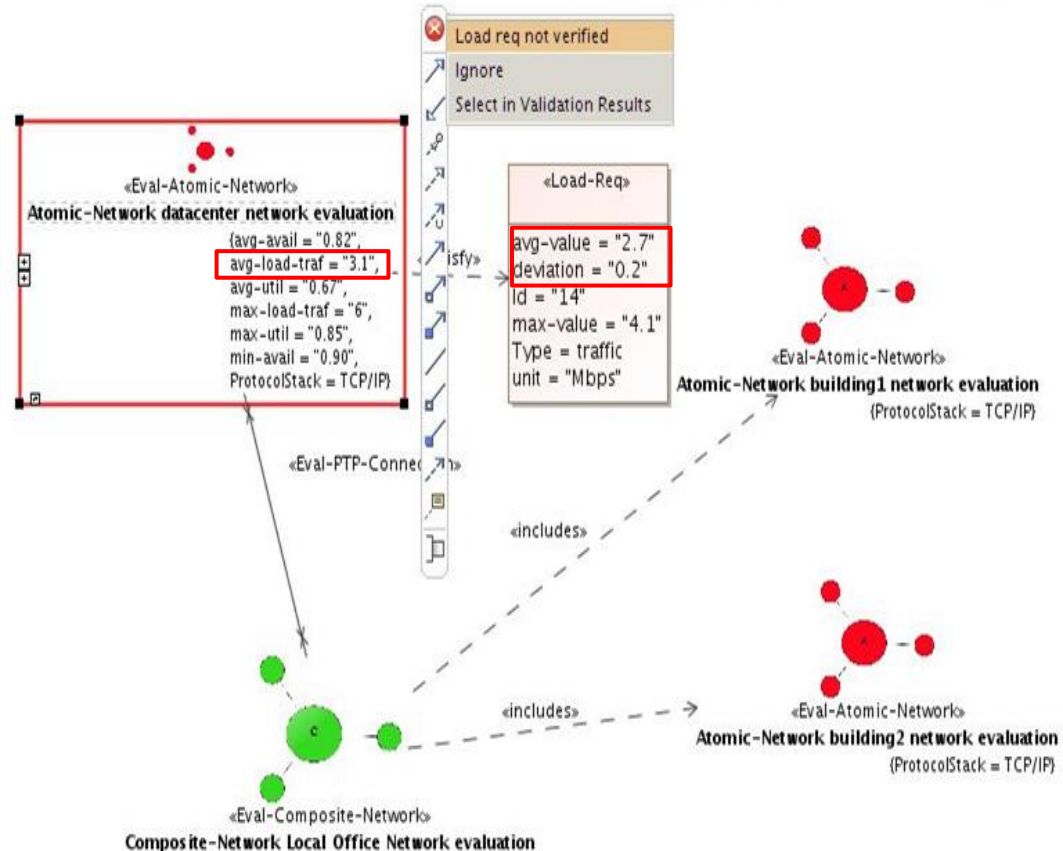 Load req not verified
Ignore
Select in Validation Results
«Eval-Atomic-Network»
Atomic-Network datacenter network evaluation
{avg-avail = "0.82",
avg-load-traf = "3.1",
avg-util = "0.67",
max-load-traf = "6",
max-util = "0.85",
min-avail = "0.90",
ProtocolStack = TCP/IP}
isfy»
«Load-Req»
avg-value = "2.7"
deviation = "0.2"
Id = "14"
max-value = "4.1"
Type = traffic
unit = "Mbps"
«Eval-Atomic-Network»
Atomic-Network building1 network evaluation
{ProtocolStack = TCP/IP}
«Eval-PTP-Connec
«includes»
«includes»
«Eval-Atomic-Network»
Atomic-Network building2 network evaluation
{ProtocolStack = TCP/IP}
C
«Eval-Composite-Network»
Composite-Network Local Office Network evaluation